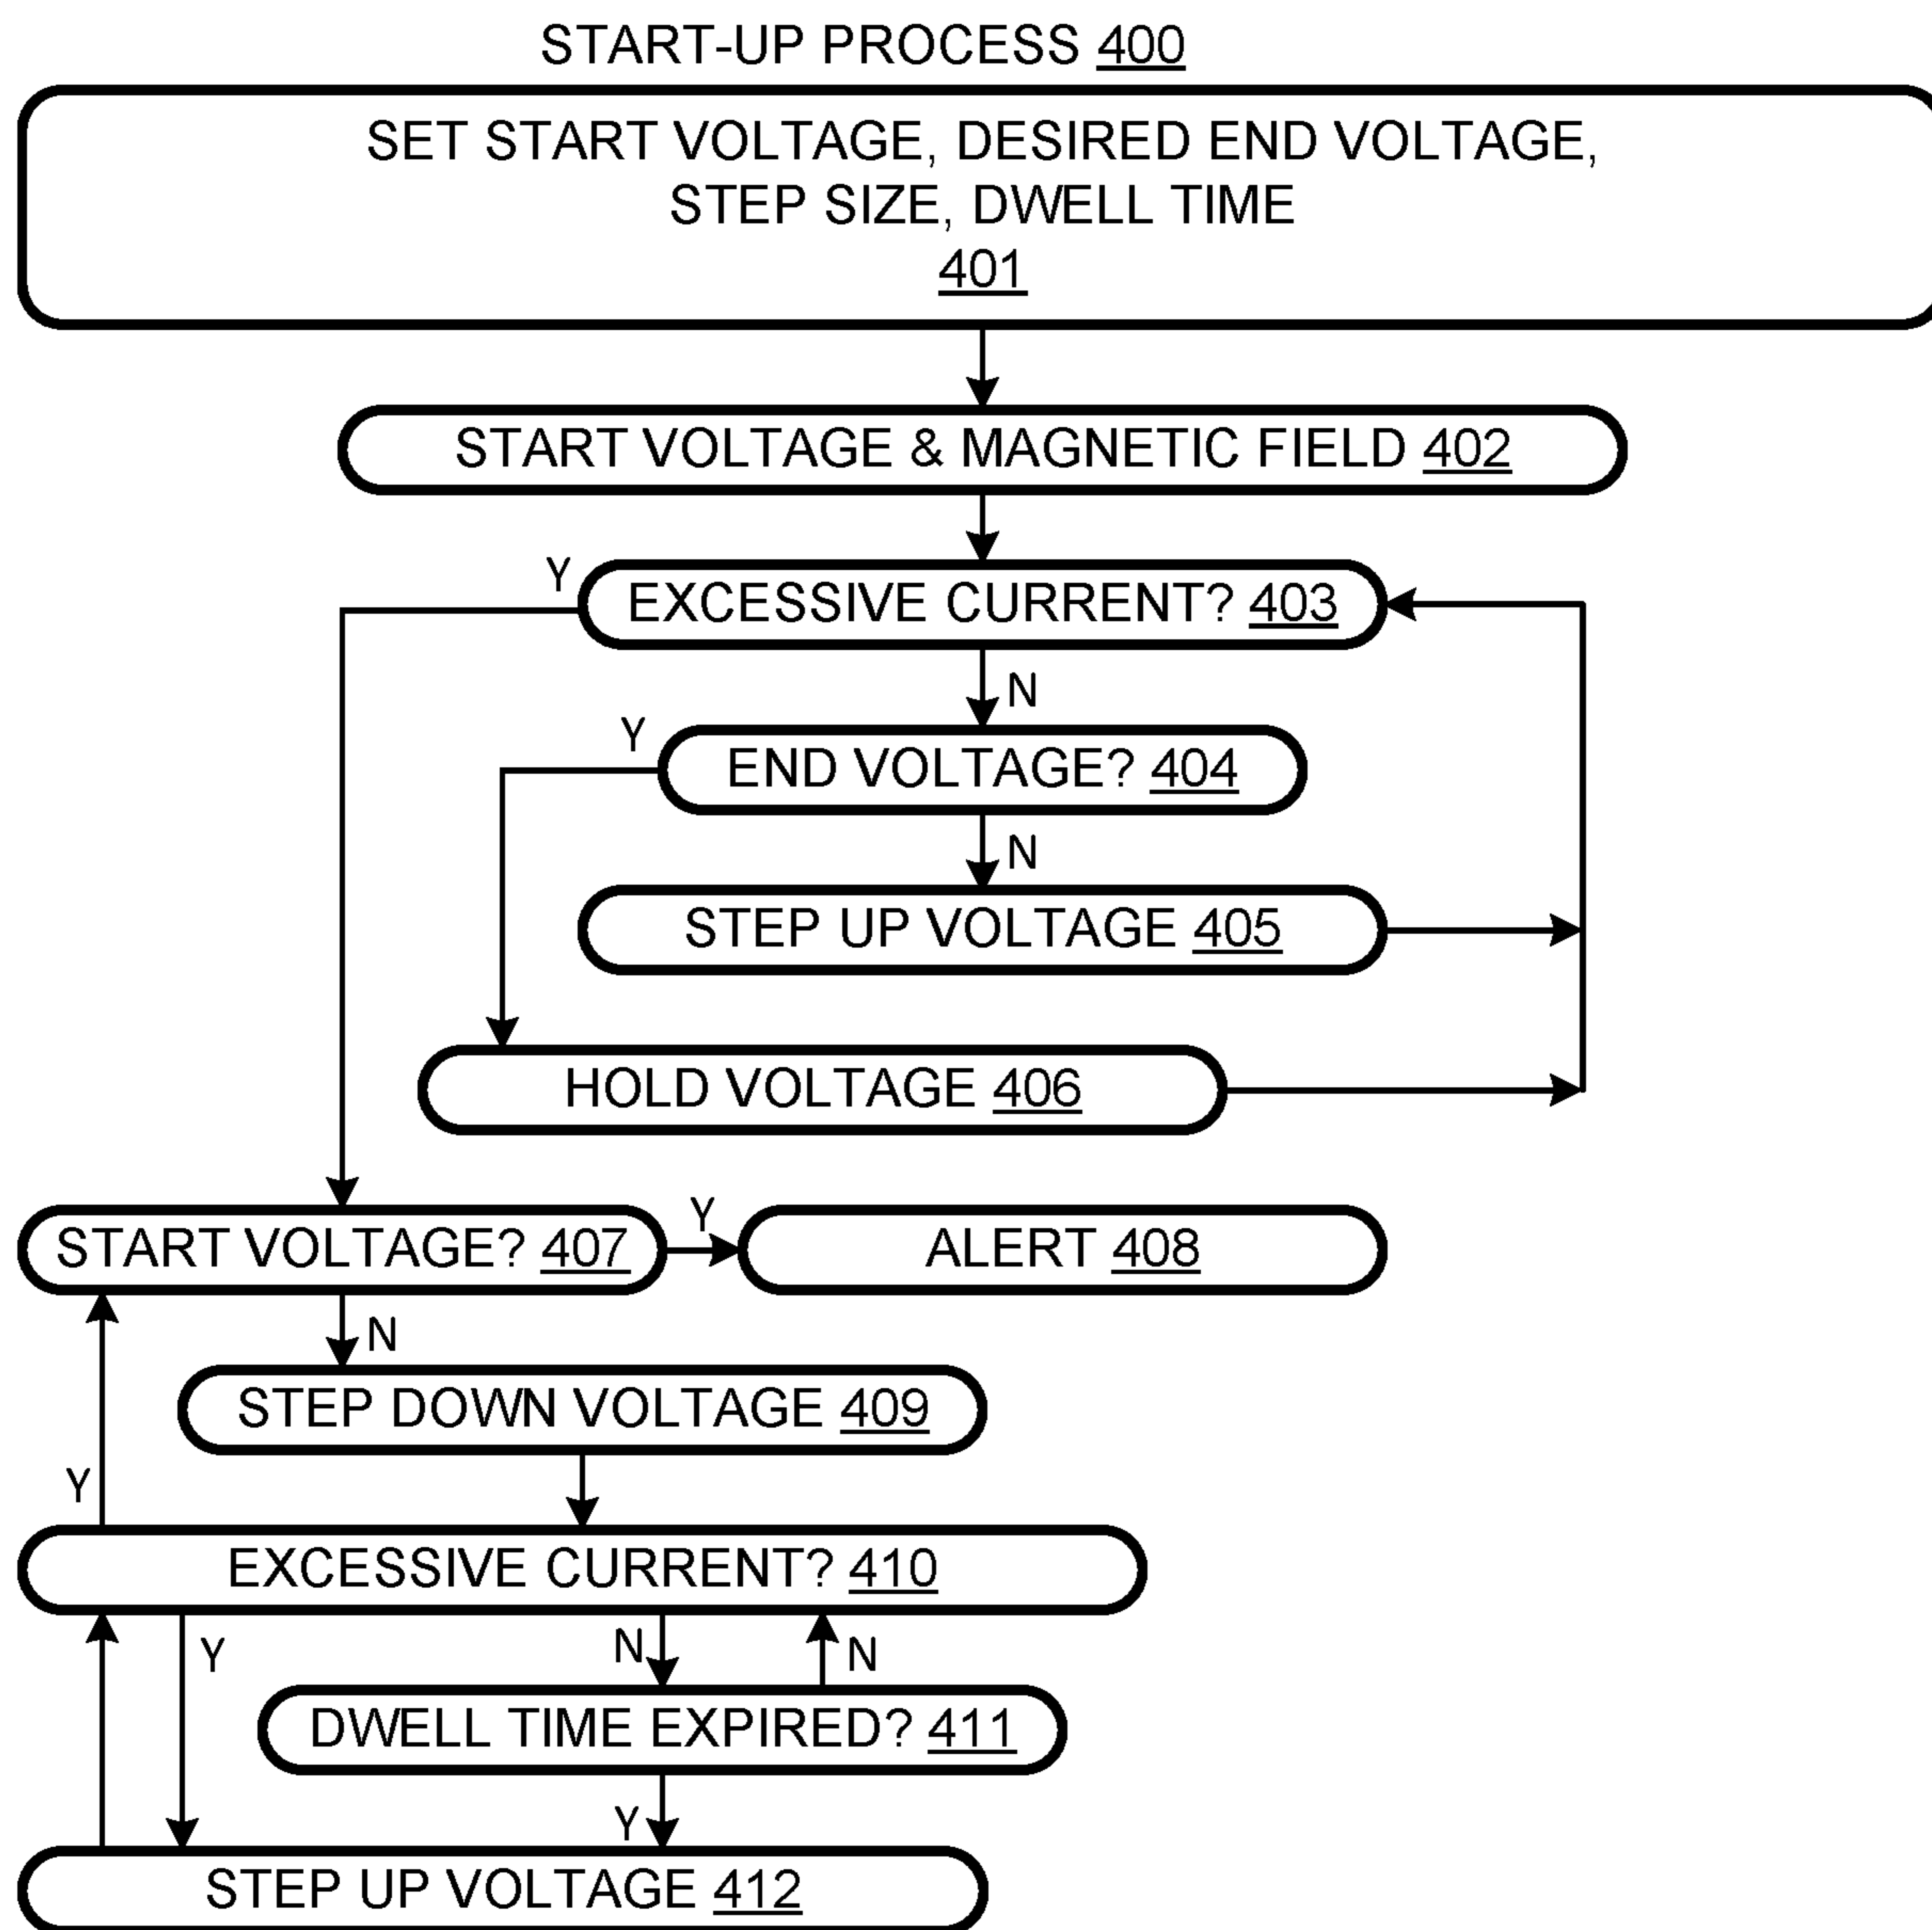 START-UP PROCESS 400
SET START VOLTAGE, DESIRED END VOLTAGE,
STEP SIZE, DWELL TIME
401
START VOLTAGE & MAGNETIC FIELD 402
Y
EXCESSIVE CURRENT? 403
N
Y
END VOLTAGE? 404
N
STEP UP VOLTAGE 405
HOLD VOLTAGE 406
START VOLTAGE? 407
Y
ALERT 408
N
STEP DOWN VOLTAGE 409
Y
EXCESSIVE CURRENT? 410
Y
N
N
DWELL TIME EXPIRED? 411
Y
STEP UP VOLTAGE 412